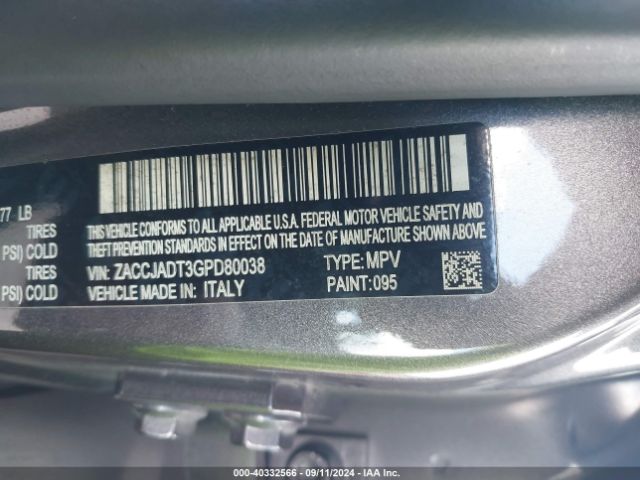 77 LB
TIRES
PSI) COLD
TIRES
PSI) COLD
THIS VEHICLE CONFORMS TO ALL APPLICABLE U.S.A. FEDERAL MOTOR VEHICLE SAFETY AND
THEFT PREVENTION STANDARDS IN EFFECT ON THE DATE OF MANUFACTURE SHOWN ABOVE
VIN: ZACCJADT3GPD80038 TYPE: MPV
VEHICLE MADE IN: ITALY PAINT: 095
000-40332566 - 09/11/2024 - IAA Inc.